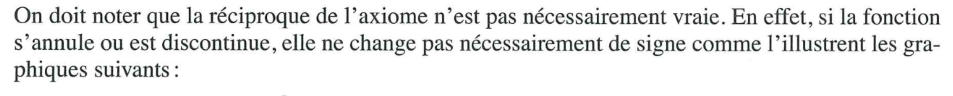 On doit noter que la réciproque de l’axiome n’est pas nécessairement vraie. En effet, si la fonction
s’annule ou est discontinue, elle ne change pas nécessairement de signe comme l’illustrent les gra-
phiques suivants :